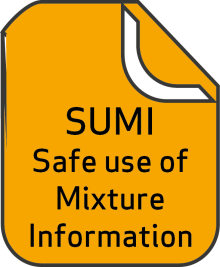 SUMI
Safe use of
Mixture
Information